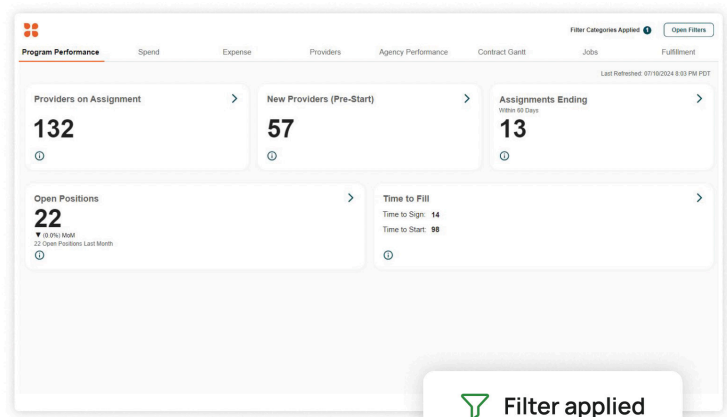 Filter Categories Applied 1 Open Filters
Program Performance Spend Expense Providers Agency Performance Contract Gantt Jobs Fulfillment
Last Refreshed: 07/19/2024 8:03 PM PDT
Providers on Assignment
132
New Providers (Pre-Start)
57
Assignments Ending
Within 60 Days
13
Open Positions
22
▼ (0.0%) MoM
22 Open Positions Last Month
Time to Fill
Time to Sign: 14
Time to Start: 98
Filter applied